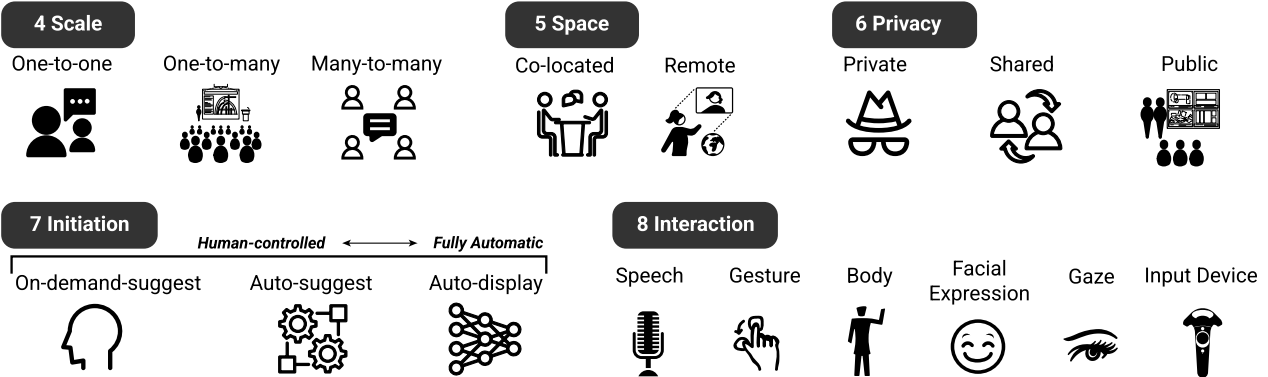 4 Scale
5 Space
6 Privacy
One-to-one
One-to-many
Many-to-many
Co-located
Remote
Private
Shared
Public
7 Initiation
8 Interaction
Human-controlled
Fully Automatic
On-demand-suggest
Auto-suggest
Auto-display
Speech
Gesture
Body
Facial
Expression
Gaze
Input Device